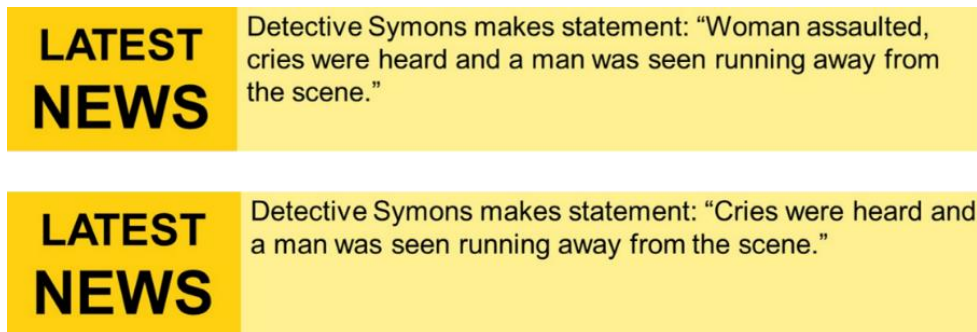 LATEST
NEWS
Detective Symons makes statement: “Woman assaulted,
cries were heard and a man was seen running away from
the scene.”
LATEST
NEWS
Detective Symons makes statement: “Cries were heard and
a man was seen running away from the scene.”